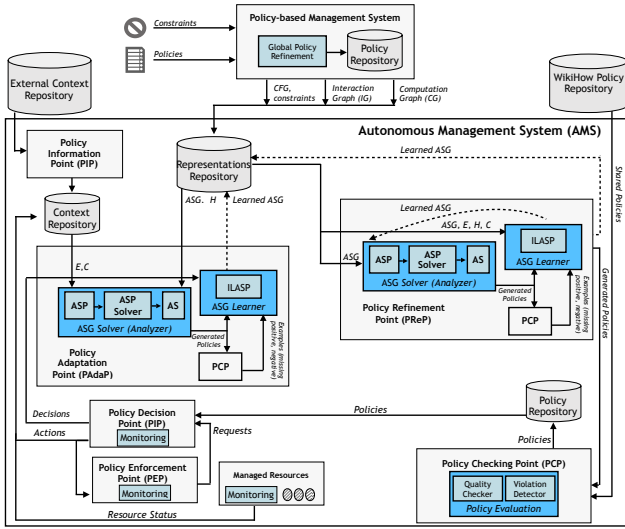 Policy-based Management System
Constraints
Policies
Global Policy
Refinement
Policy
Repository
External Context
Repository
WikiHow Policy
Repository
CFG,
constraints
Interaction
Graph (IG)
Computation
Graph (CG)
Autonomous Management System (AMS)
Policy
Information
Point (PIP)
Representations
Repository
Learned ASG
Shared Policies
Context
Repository
ASG. H
Learned ASG
Learned ASG
ASG, E, H, C
ILASP
ASG Learner
ASG
ASP
ASP
Solver
AS
ASG Solver (Analyzer)
Generated
Policies
PCP
Examples (missing
positive, negative)
Policy Refinement
Point (PReP)
Generated Policies
E,C
ILASP
ASG Learner
ASP
ASP
Solver
AS
ASG Solver (Analyzer)
Generated
Policies
PCP
Examples (missing
positive, negative)
Policy
Adaptation
Point (PAdaP)
Decisions
Policy Decision
Point (PIP)
Monitoring
Policies
Policy
Repository
Actions
Requests
Policies
Policy Enforcement
Point (PEP)
Monitoring
Managed Resources
Monitoring
Resource Status
Policy Checking Point (PCP)
Quality
Checker
Violation
Detector
Policy Evaluation